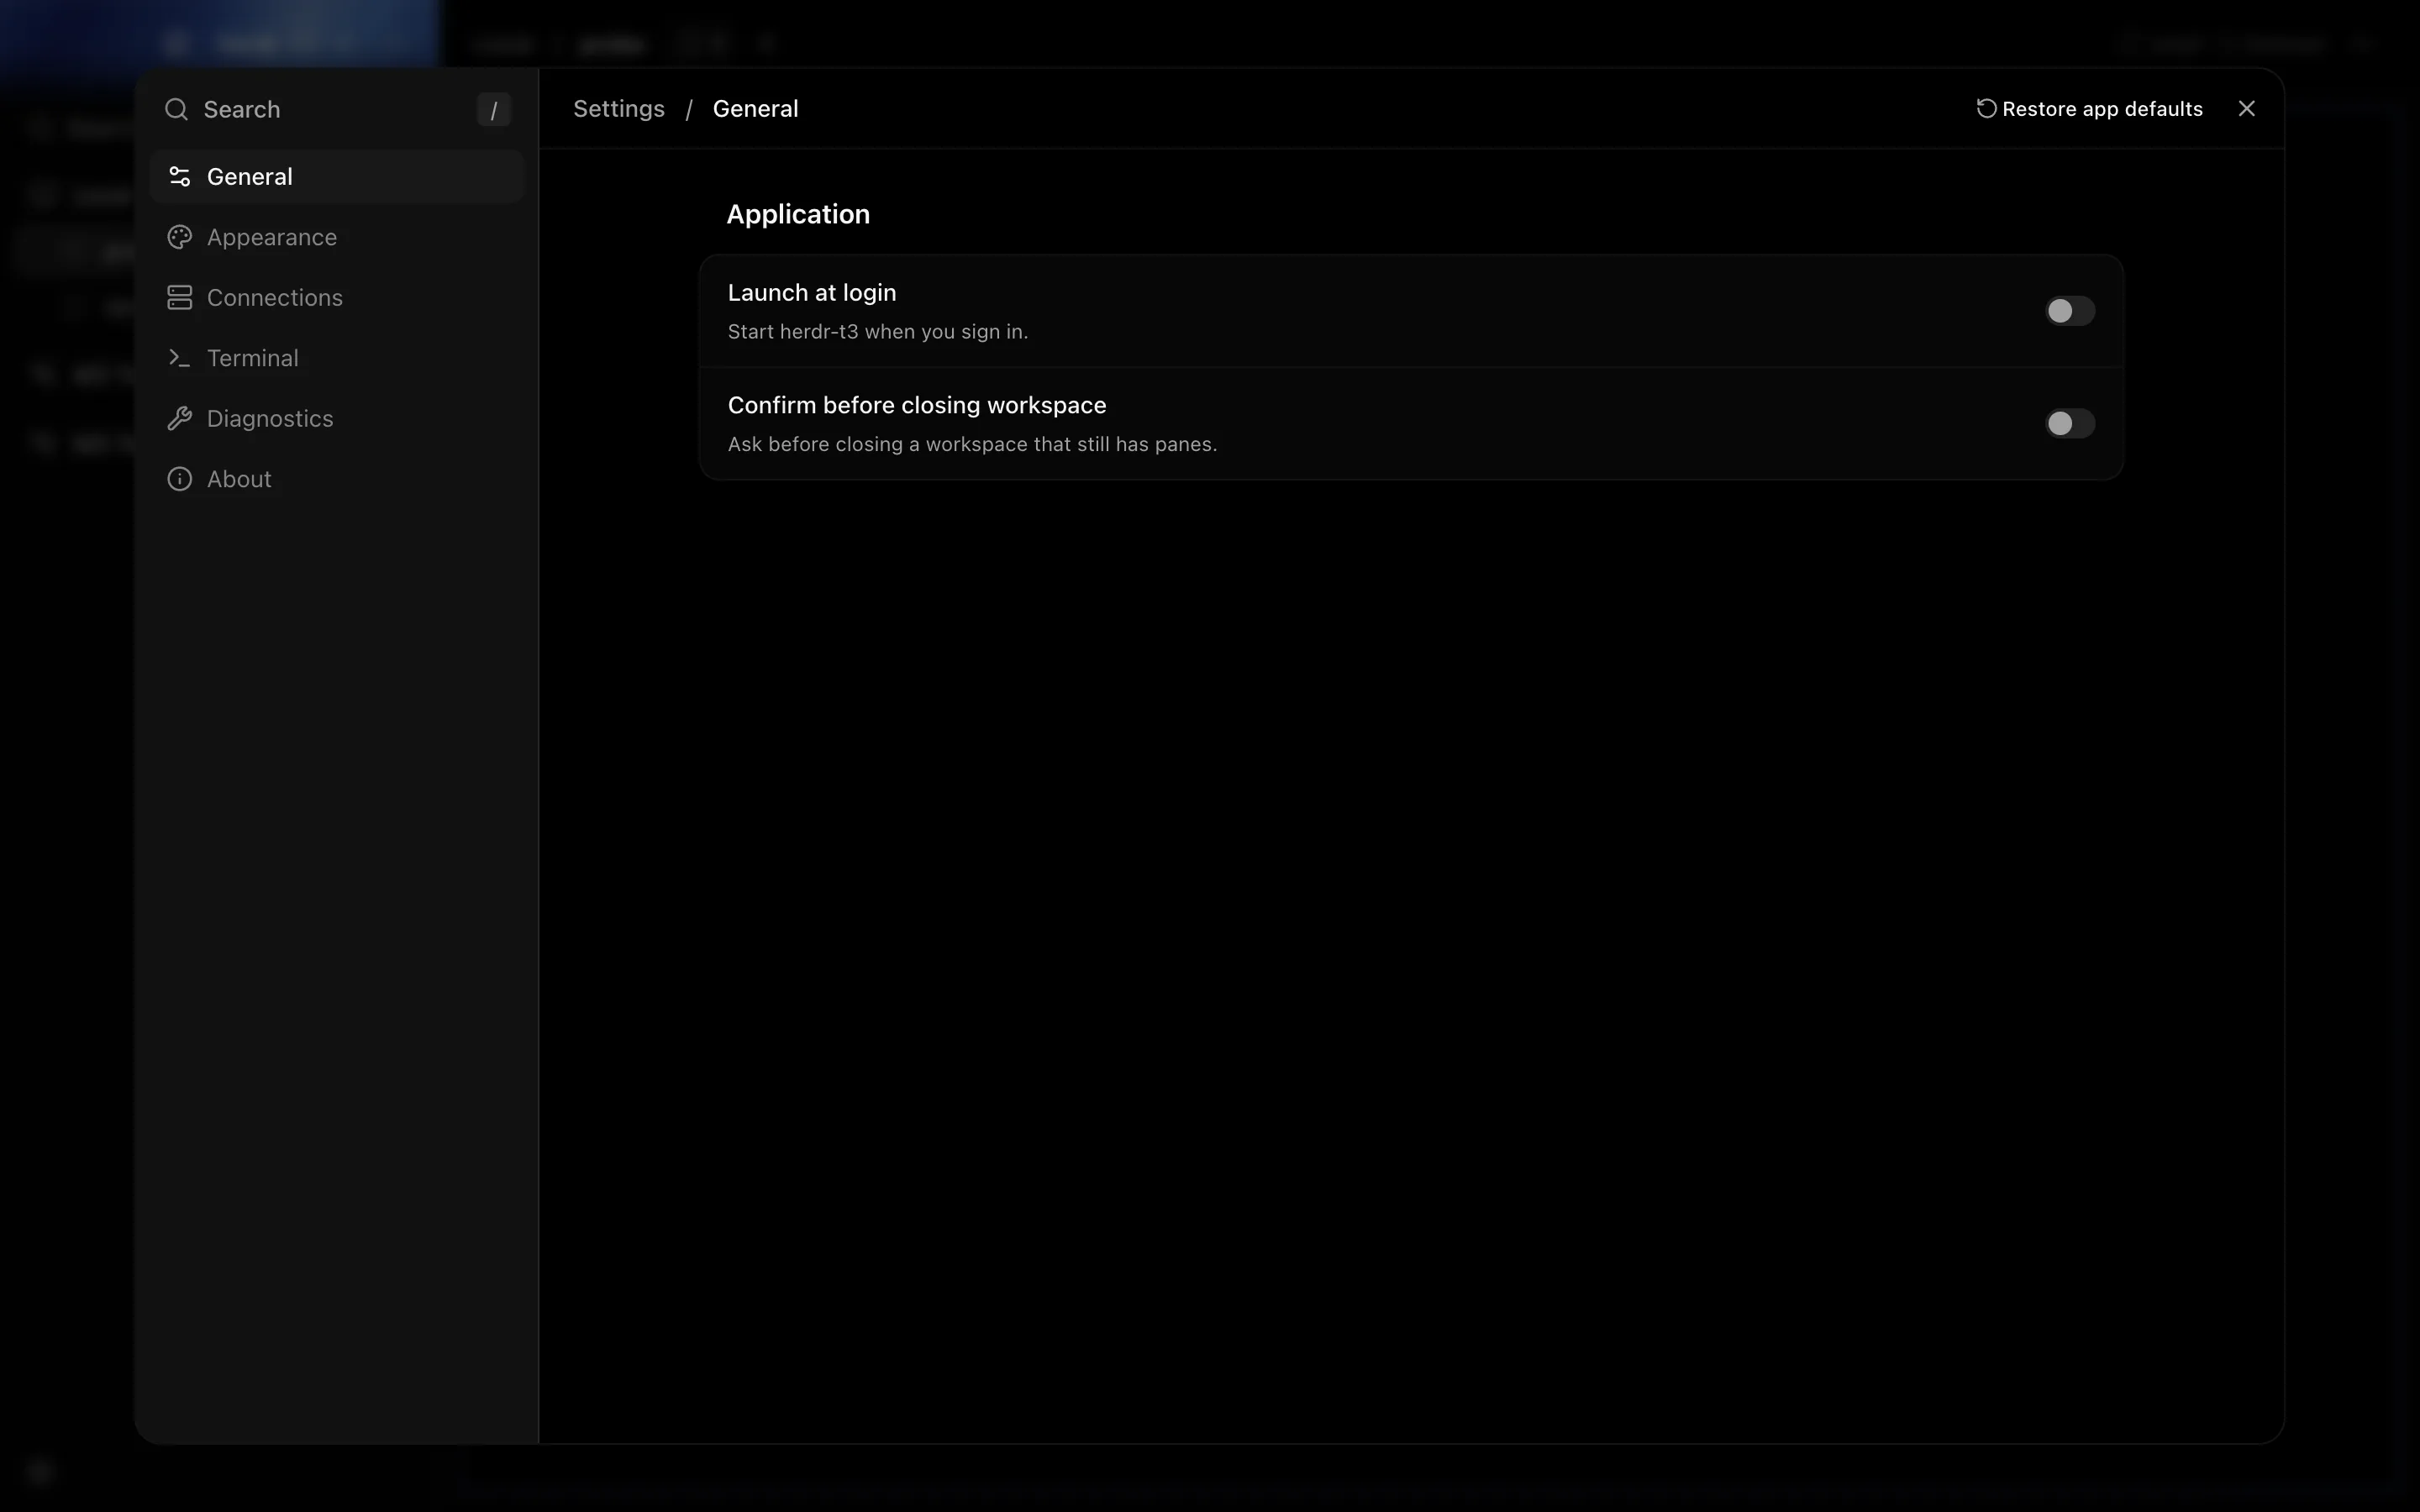 Search /
General
Appearance
Connections
Terminal
Diagnostics
About
Settings / General
Restore app defaults
Application
Launch at login
Start herdr-t3 when you sign in.
Confirm before closing workspace
Ask before closing a workspace that still has panes.